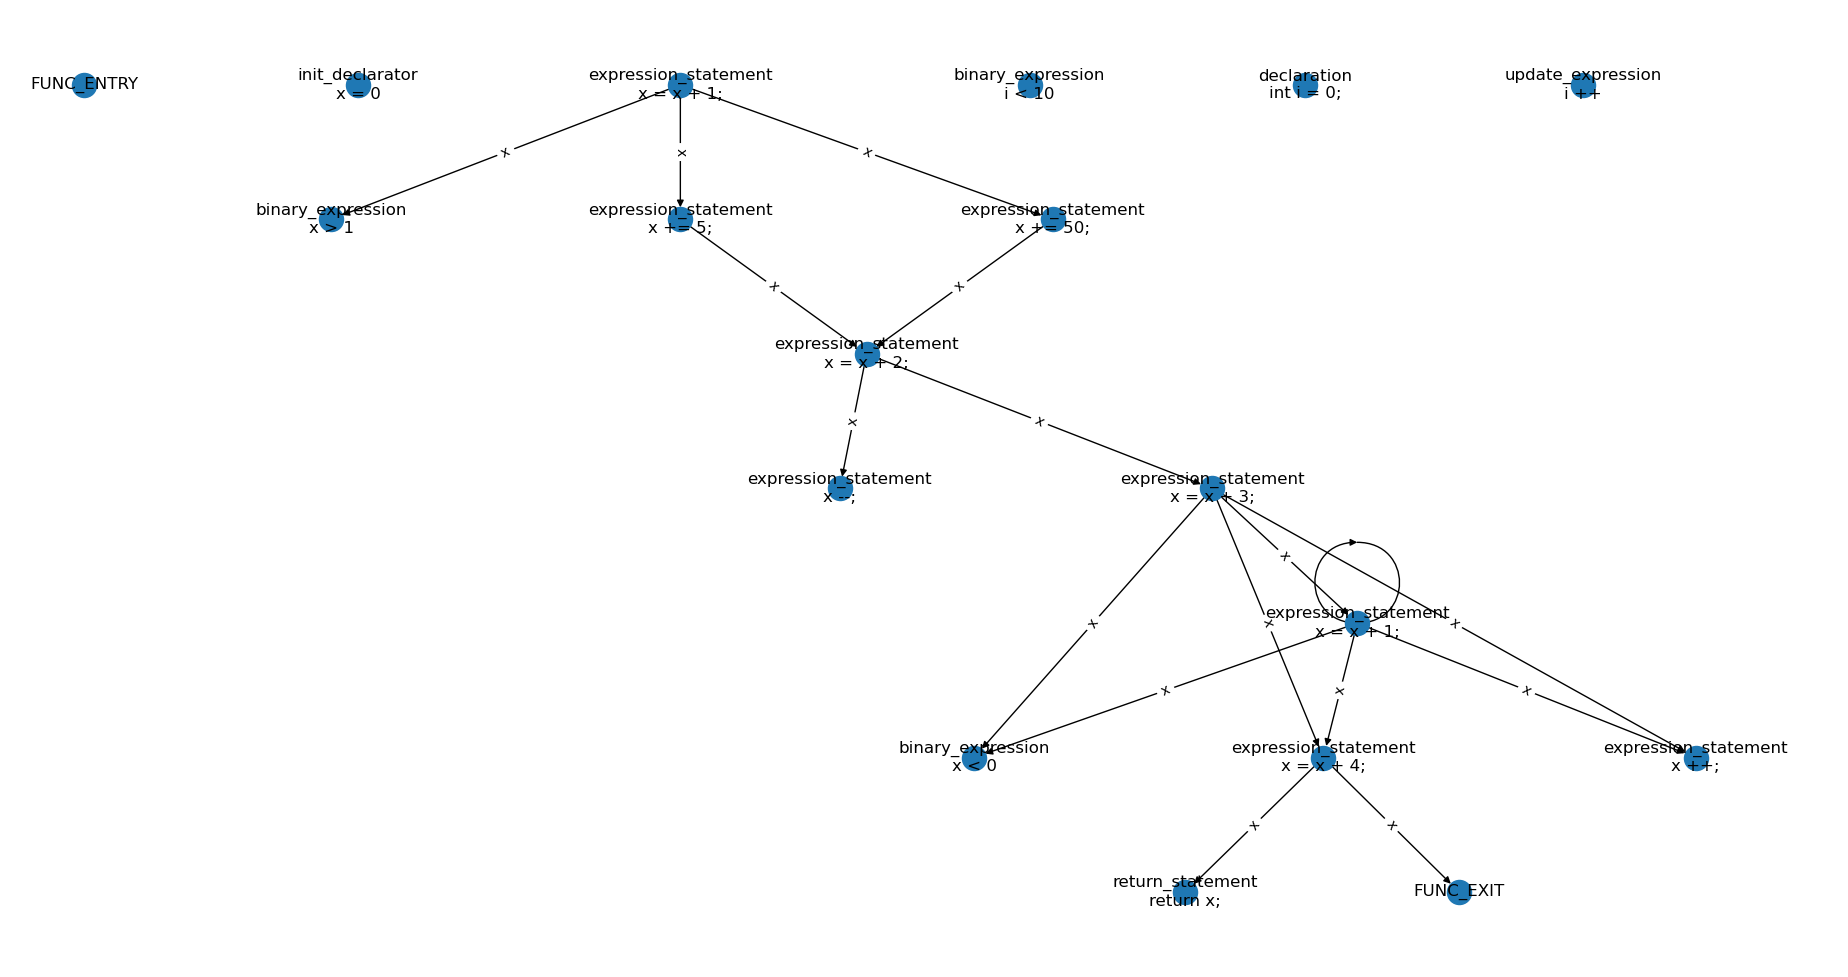 FUNC_ENTRY
init_declarator
x = 0
expression_statement
x = x + 1;
binary_expression
i < 10
declaration
int i = 0;
update_expression
i ++
x
x
x
binary_expression
x > 1
expression_statement
x += 5;
expression_statement
x += 50;
x
x
expression_statement
x = x + 2;
x
x
expression_statement
x --;
expression_statement
x = x + 3;
x
expression_statement
x = x + 1;
x
x
x
x
x
x
binary_expression
x < 0
expression_statement
x = x + 4;
expression_statement
x ++;
x
x
return_statement
return x;
FUNC_EXIT